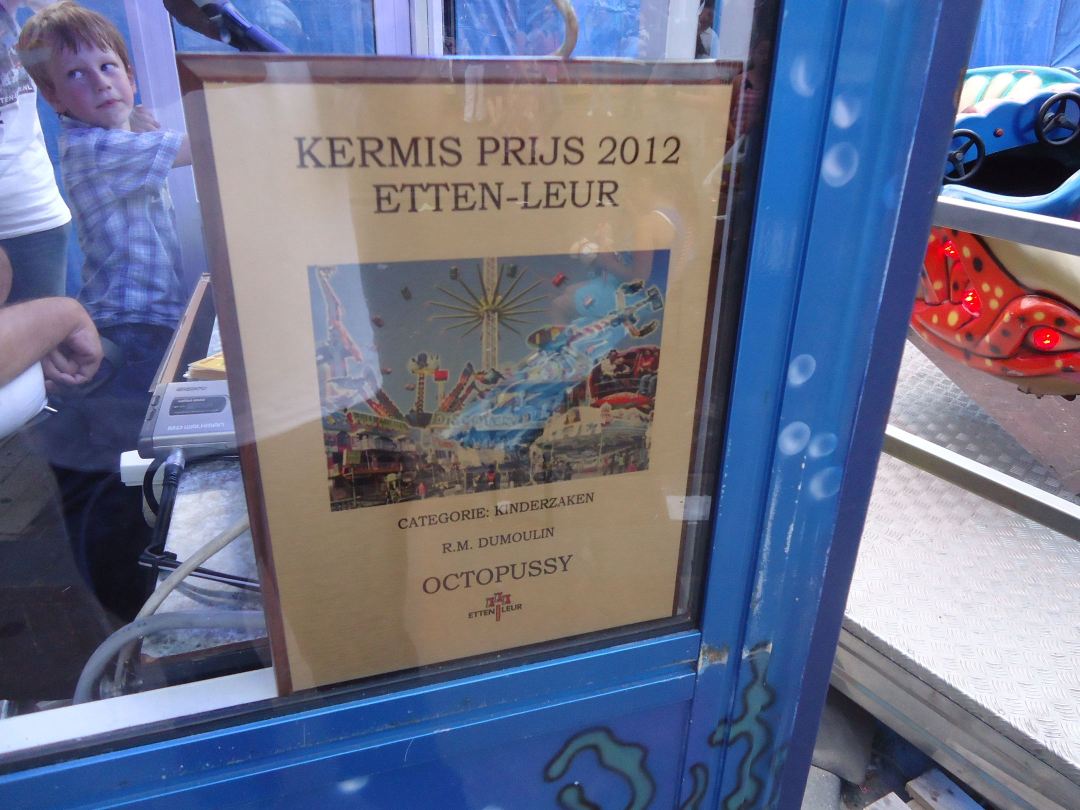 KERMIS PRIJS 2012
ETTEN-LEUR
CATEGORIE: KINDERZAKEN
R.M. DUMOULIN
OCTOPUSSY
ETTEN LEUR